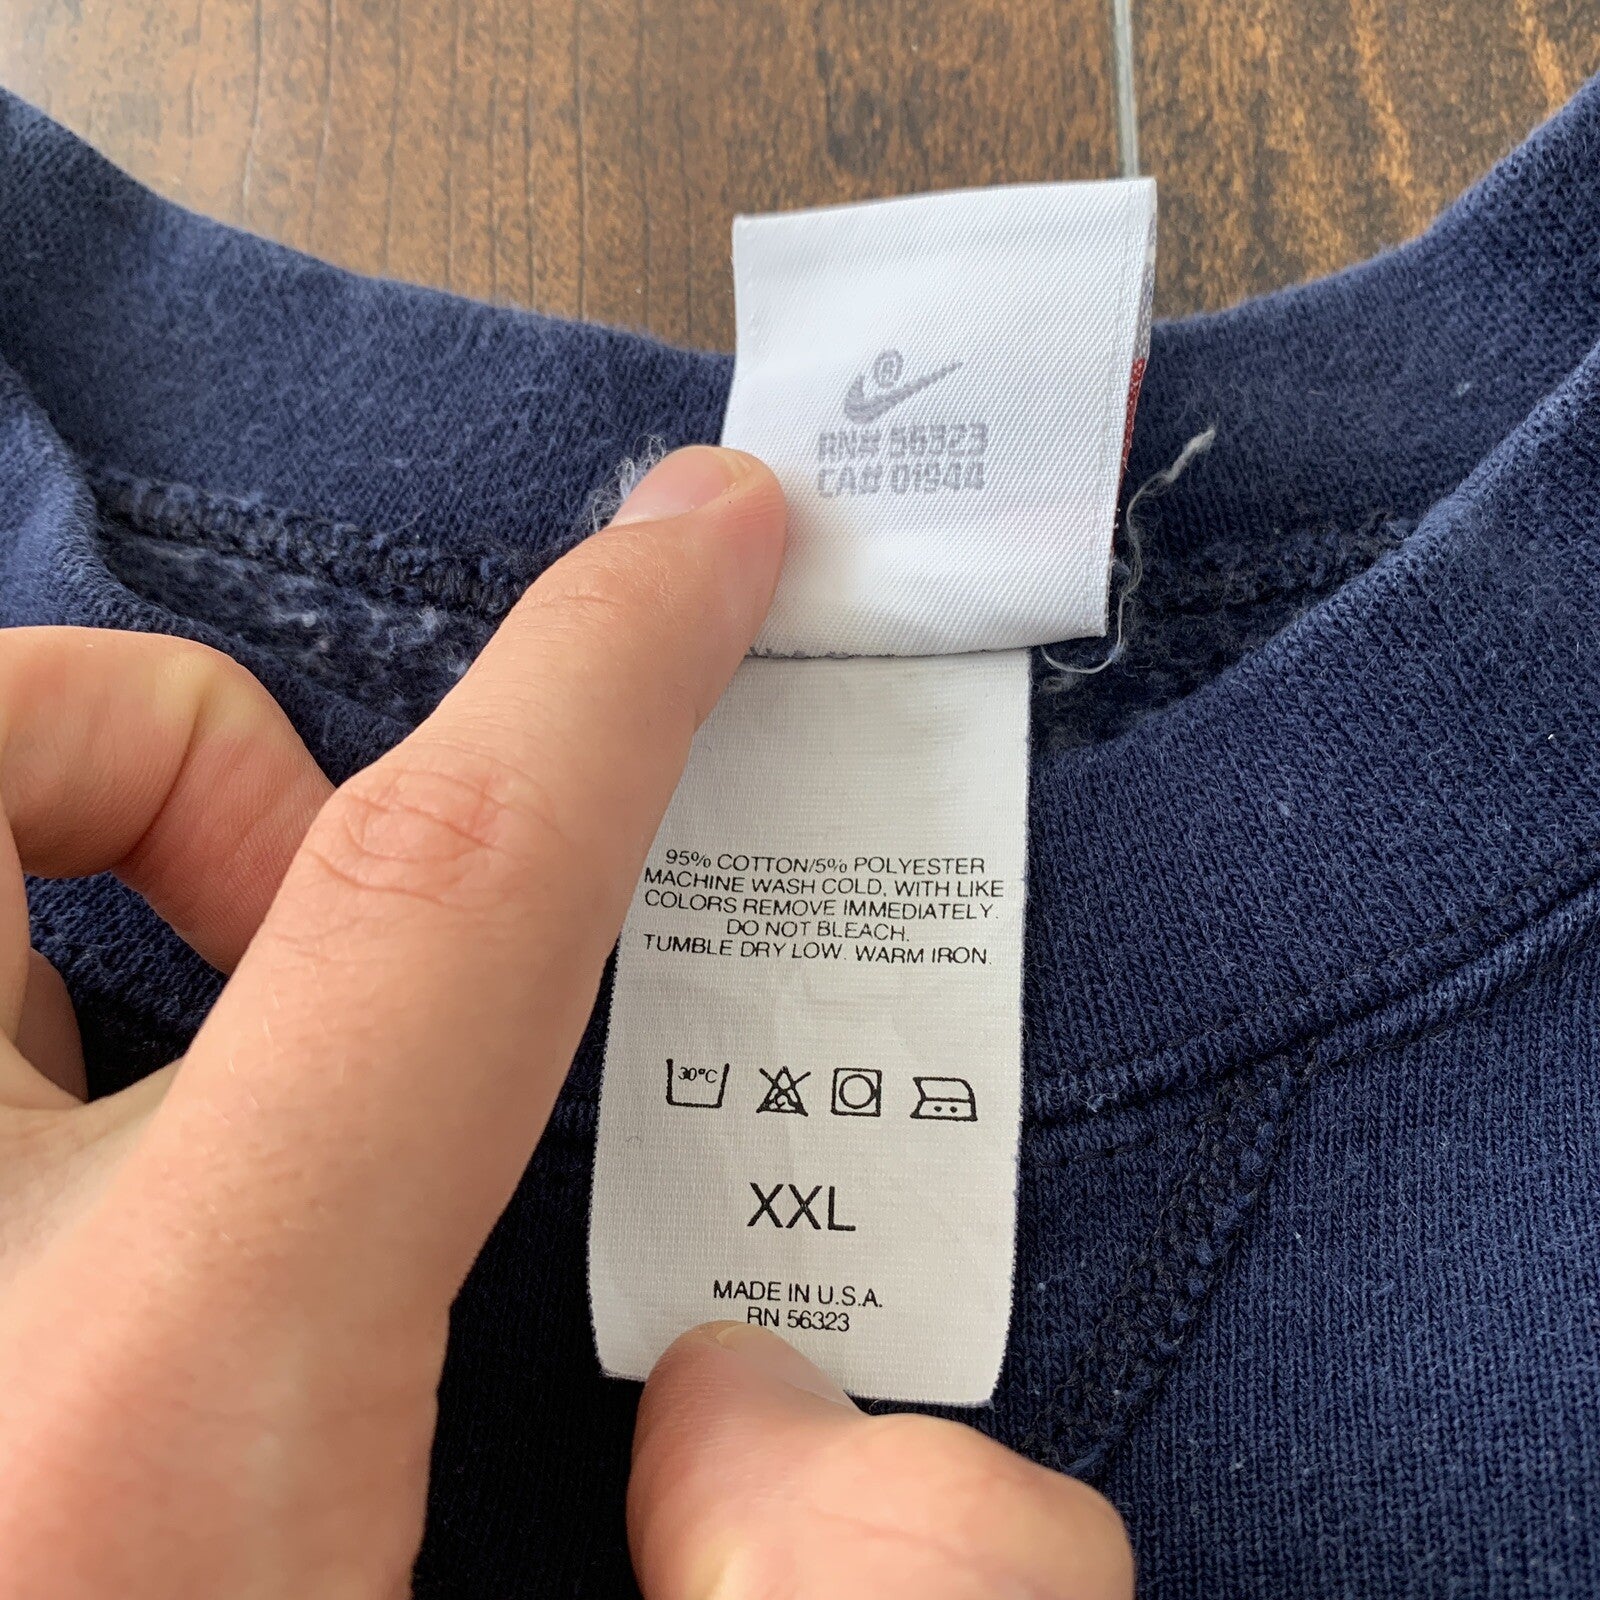 ®
RN# 56323
CA# 01944
95% COTTON/5% POLYESTER
MACHINE WASH COLD, WITH LIKE
COLORS REMOVE IMMEDIATELY.
DO NOT BLEACH.
TUMBLE DRY LOW. WARM IRON.
30°C
XXL
MADE IN U.S.A.
RN 56323